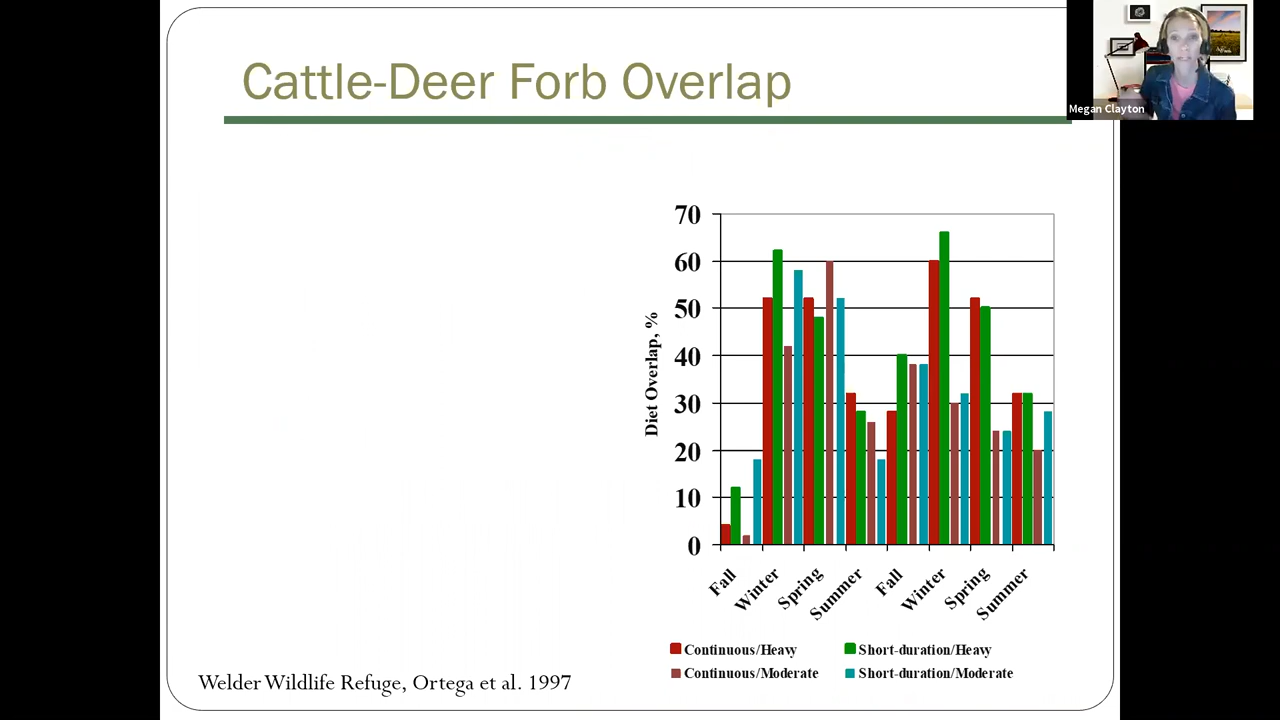 Cattle-Deer Forb Overlap
Megan Clayton
70
60
50
40
30
20
10
0
Diet Overlap, %
Fall
Winter
Spring
Summer
Fall
Winter
Spring
Summer
Continuous/Heavy
Short-duration/Heavy
Continuous/Moderate
Short-duration/Moderate
Welder Wildlife Refuge, Ortega et al. 1997